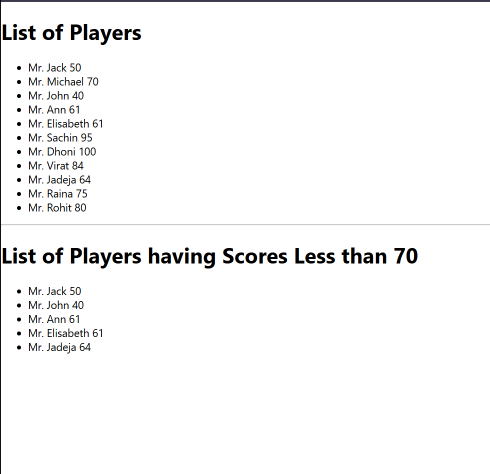 List of Players
Mr. Jack 50
Mr. Michael 70
Mr. John 40
Mr. Ann 61
Mr. Elisabeth 61
Mr. Sachin 95
Mr. Dhoni 100
Mr. Virat 84
Mr. Jadeja 64
Mr. Raina 75
Mr. Rohit 80
List of Players having Scores Less than 70
Mr. Jack 50
Mr. John 40
Mr. Ann 61
Mr. Elisabeth 61
Mr. Jadeja 64